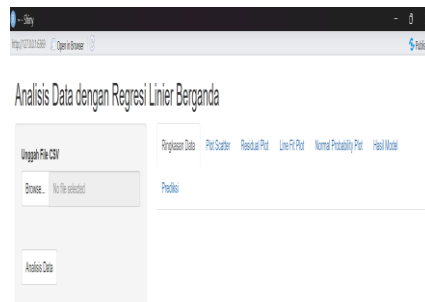 Shiny
Open in Browser
Analisis Data dengan Regresi Linier Berganda
Unggah File CSV
Browse... No file selected
Analisis Data
Ringkasan Data Plot Scatter Residual Plot Line Fit Plot Normal Probability Plot Hasil Model
Prediksi